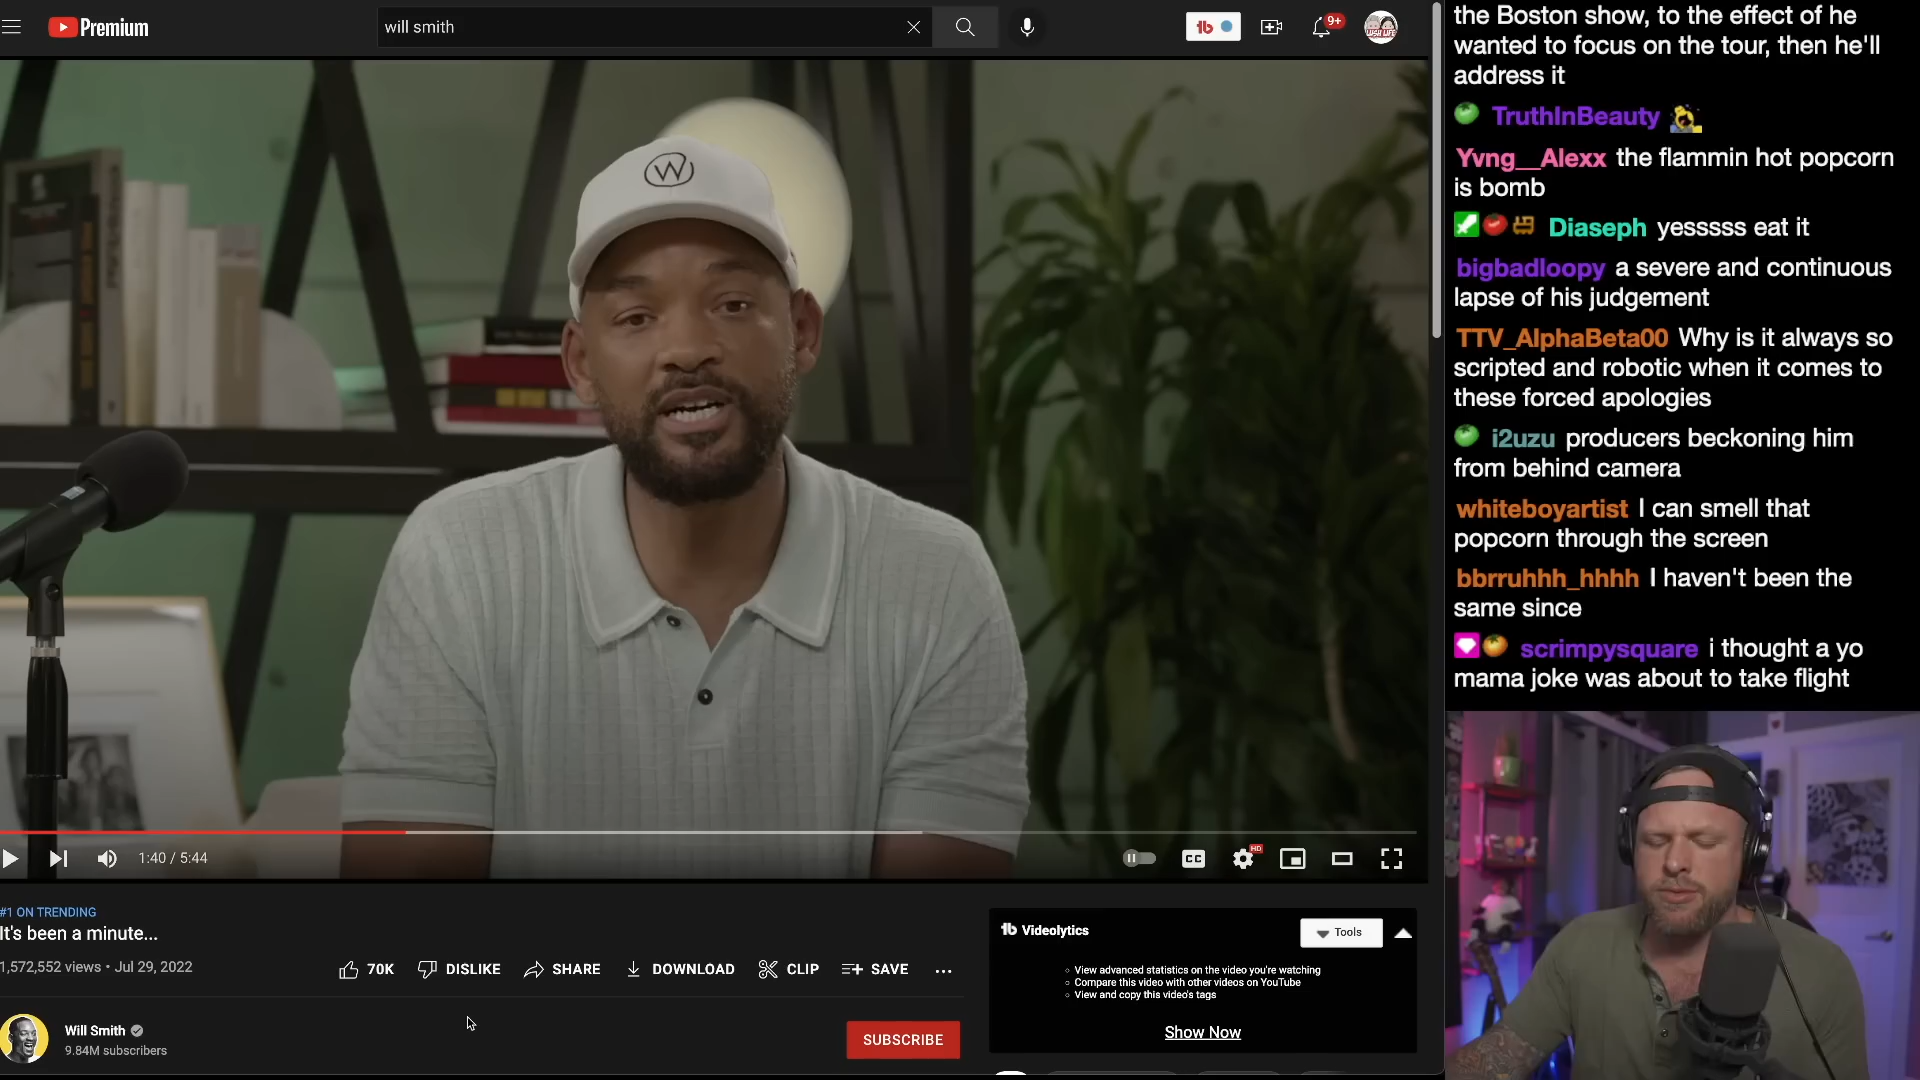 Premium
will smith
9+
W
1:40 / 5:44
CC
HD
#1 ON TRENDING
It's been a minute...
1,572,552 views • Jul 29, 2022
70K
DISLIKE
SHARE
DOWNLOAD
CLIP
SAVE
Will Smith
9.84M subscribers
SUBSCRIBE
tb Videolytics
Tools
View advanced statistics on the video you're watching
Compare this video with other videos on YouTube
View and copy this video's tags
Show Now
the Boston show, to the effect of he
wanted to focus on the tour, then he'll
address it
TruthInBeauty
Yvng__Alexx the flammin hot popcorn
is bomb
Diaseph yesssss eat it
bigbadloopy a severe and continuous
lapse of his judgement
TTV_AlphaBeta00 Why is it always so
scripted and robotic when it comes to
these forced apologies
i2uzu producers beckoning him
from behind camera
whiteboyartist I can smell that
popcorn through the screen
bbrruhhh_hhhh I haven't been the
same since
scrimpysquare i thought a yo
mama joke was about to take flight